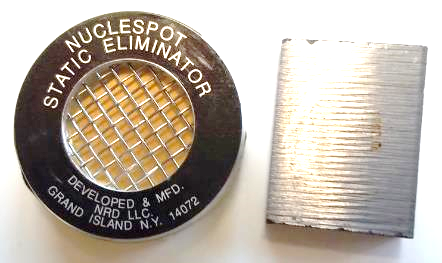 NUCLESPOT
STATIC ELIMINATOR
DEVELOPED & MFD.
NRD LLC.
GRAND ISLAND N.Y. 14072